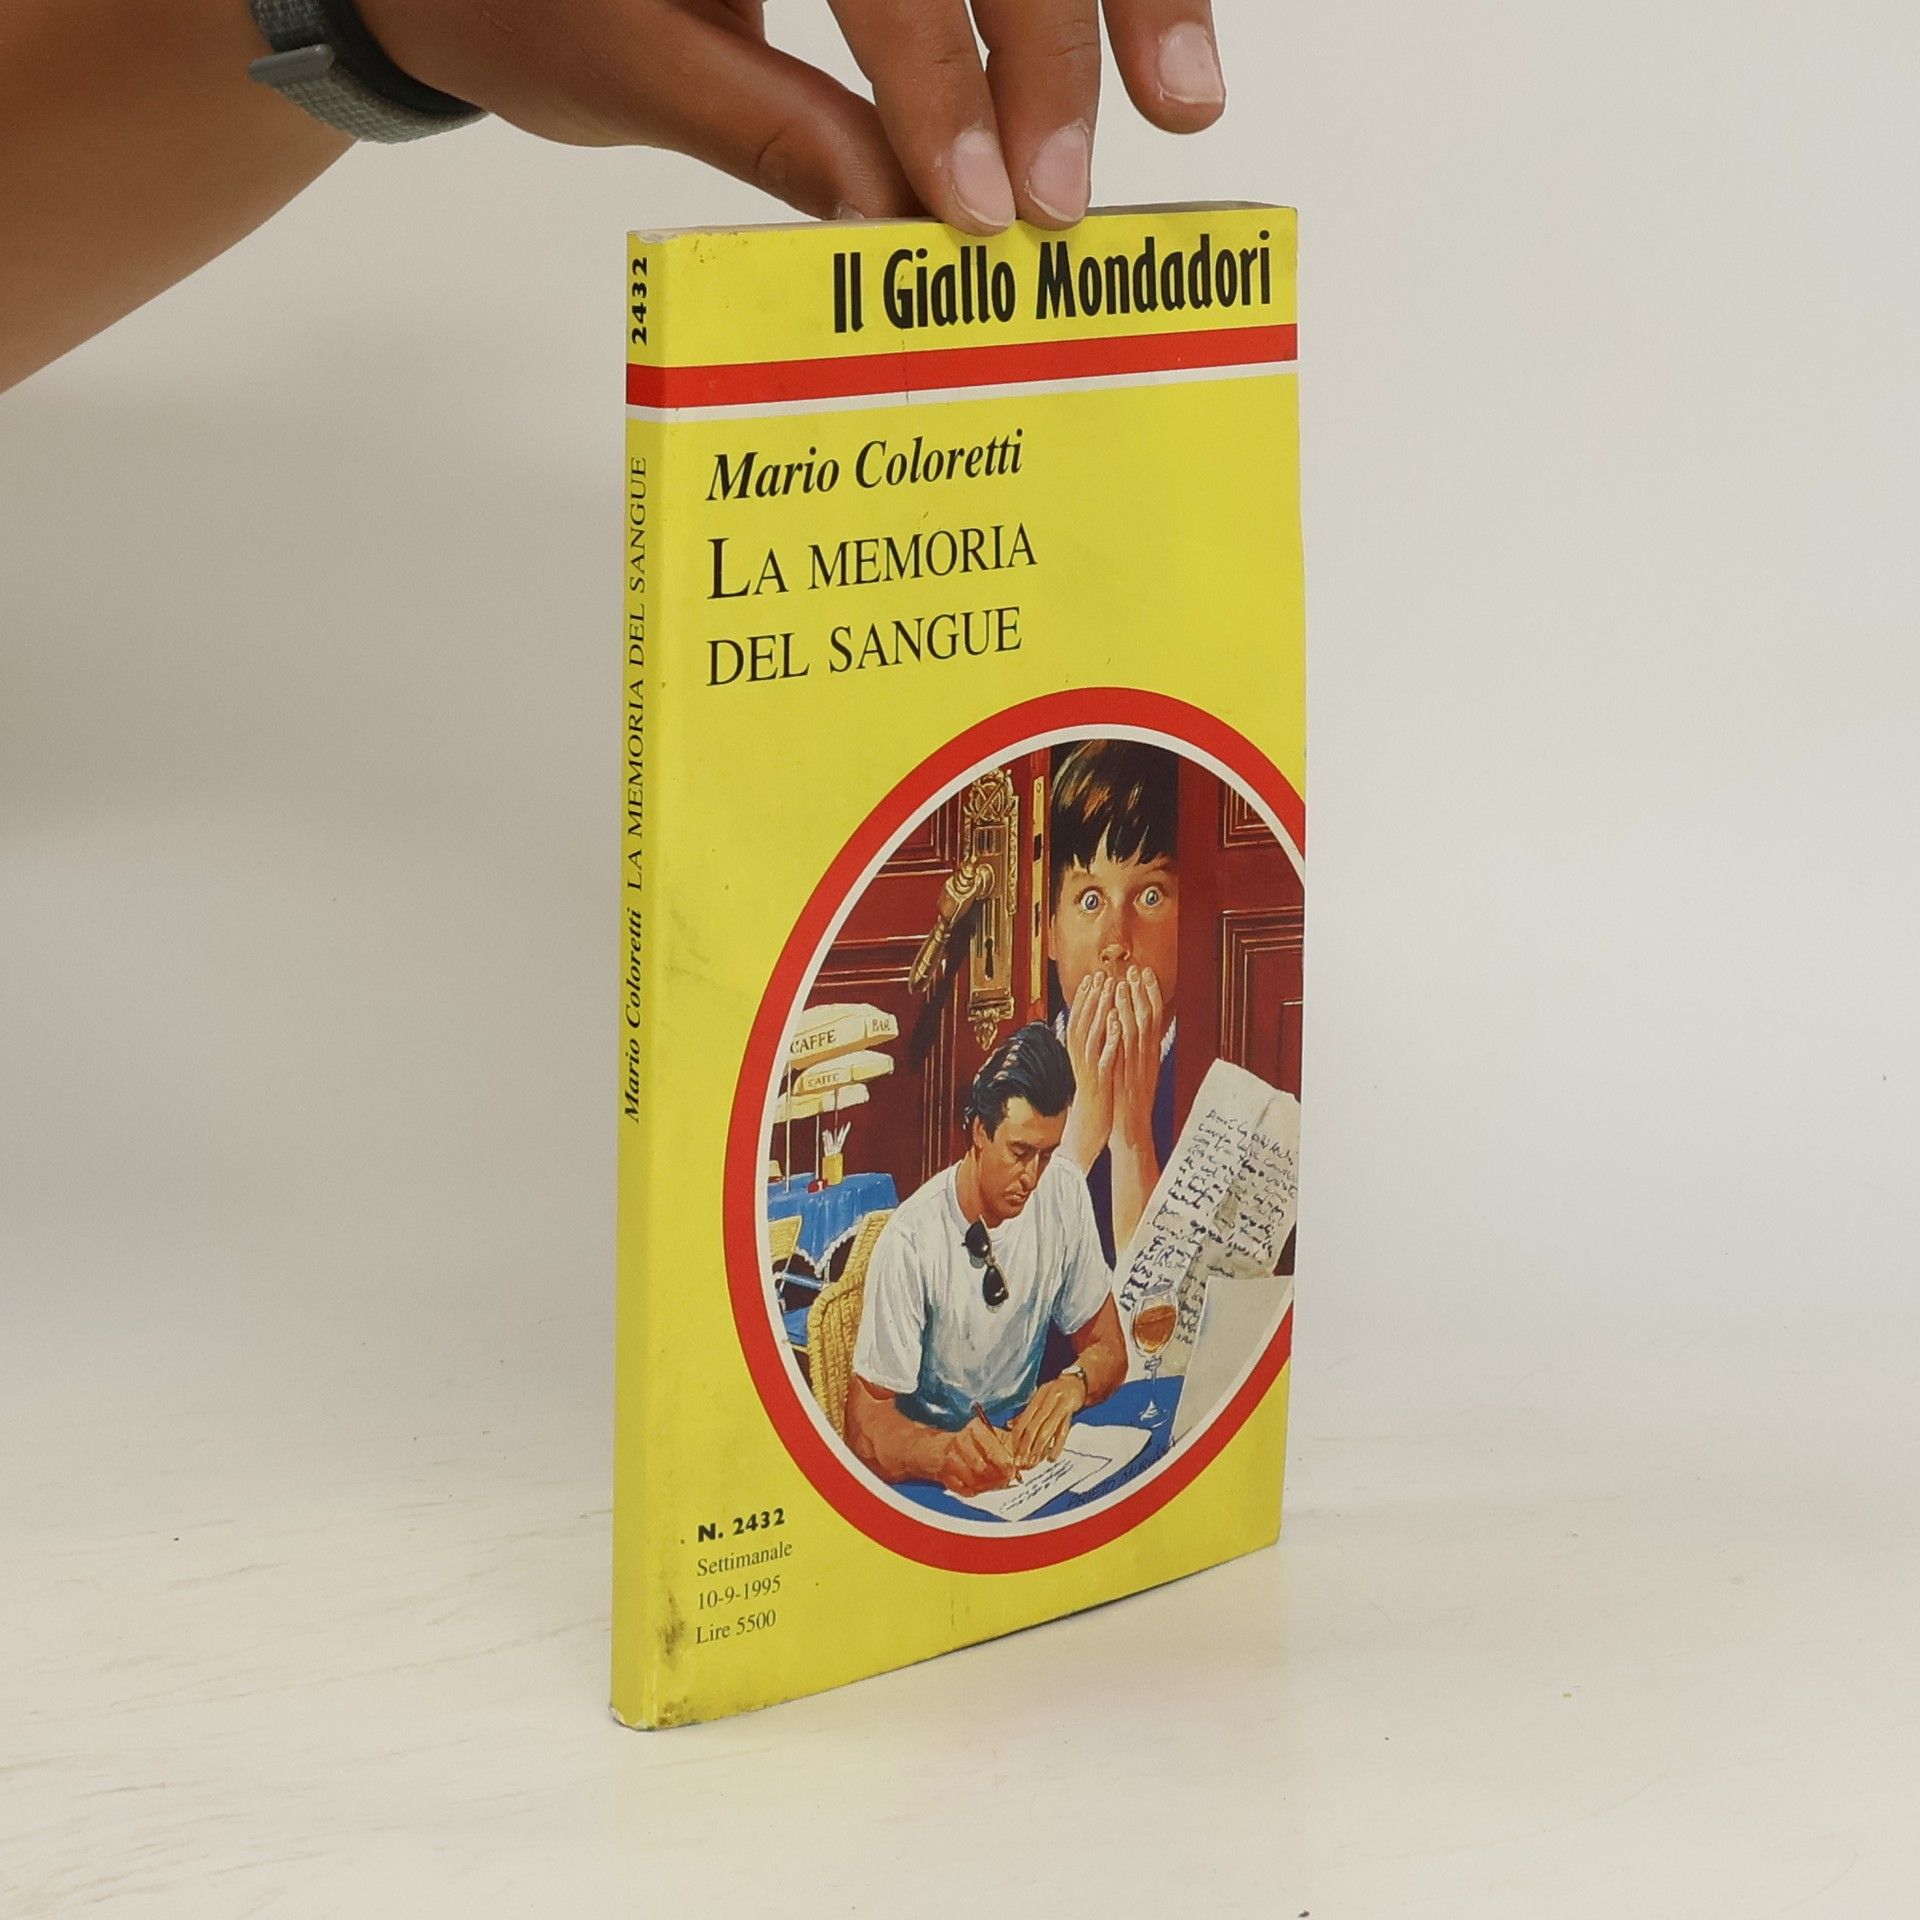 Il Giallo Mondadori
Mario Coloretti
LA MEMORIA
DEL SANGUE
CAFFE
BAR
CAFFE
N. 2432
Settimanale
10-9-1995
Lire 5500
2432
Mario Coloretti LA MEMORIA DEL SANGUE